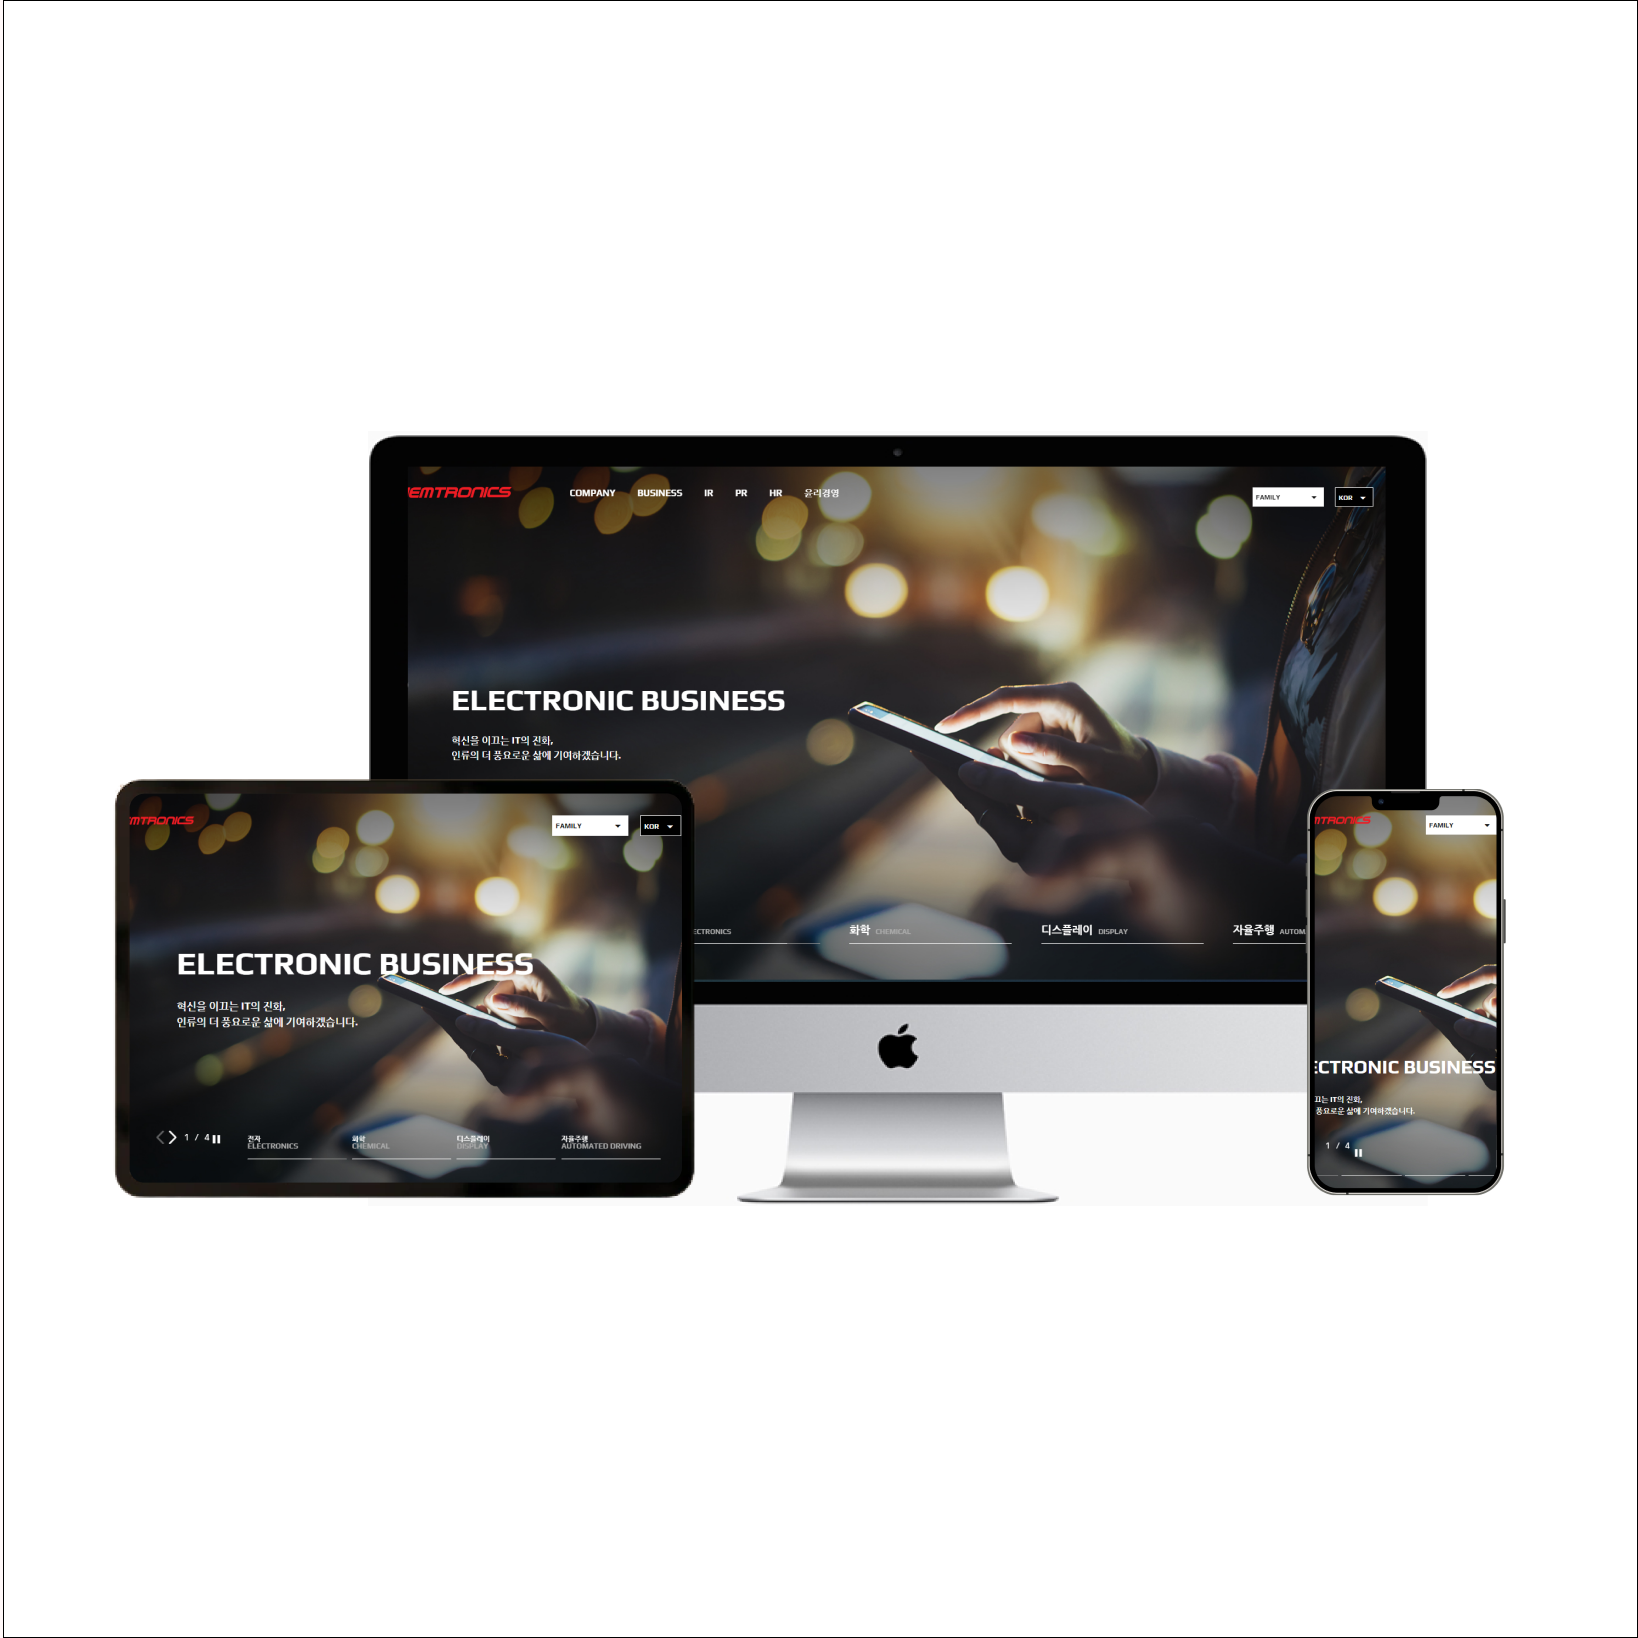 EMTRONICS
COMPANY BUSINESS IR PR HR 윤리경영
FAMILY KOR
ELECTRONIC BUSINESS
혁신을 이끄는 IT의 진화,
인류의 더 풍요로운 삶에 기여하겠습니다.
ECTRONICS
화학 CHEMICAL
디스플레이 DISPLAY
자율주행 AUTOM
MTRONICS
FAMILY KOR
ELECTRONIC BUSINESS
혁신을 이끄는 IT의 진화,
인류의 더 풍요로운 삶에 기여하겠습니다.
1 / 4
전자
ELECTRONICS
화학
CHEMICAL
디스플레이
DISPLAY
자율주행
AUTOMATED DRIVING
MTRONICS
FAMILY
ECTRONIC BUSINESS
끄는 IT의 진화,
풍요로운 삶에 기여하겠습니다.
1 / 4